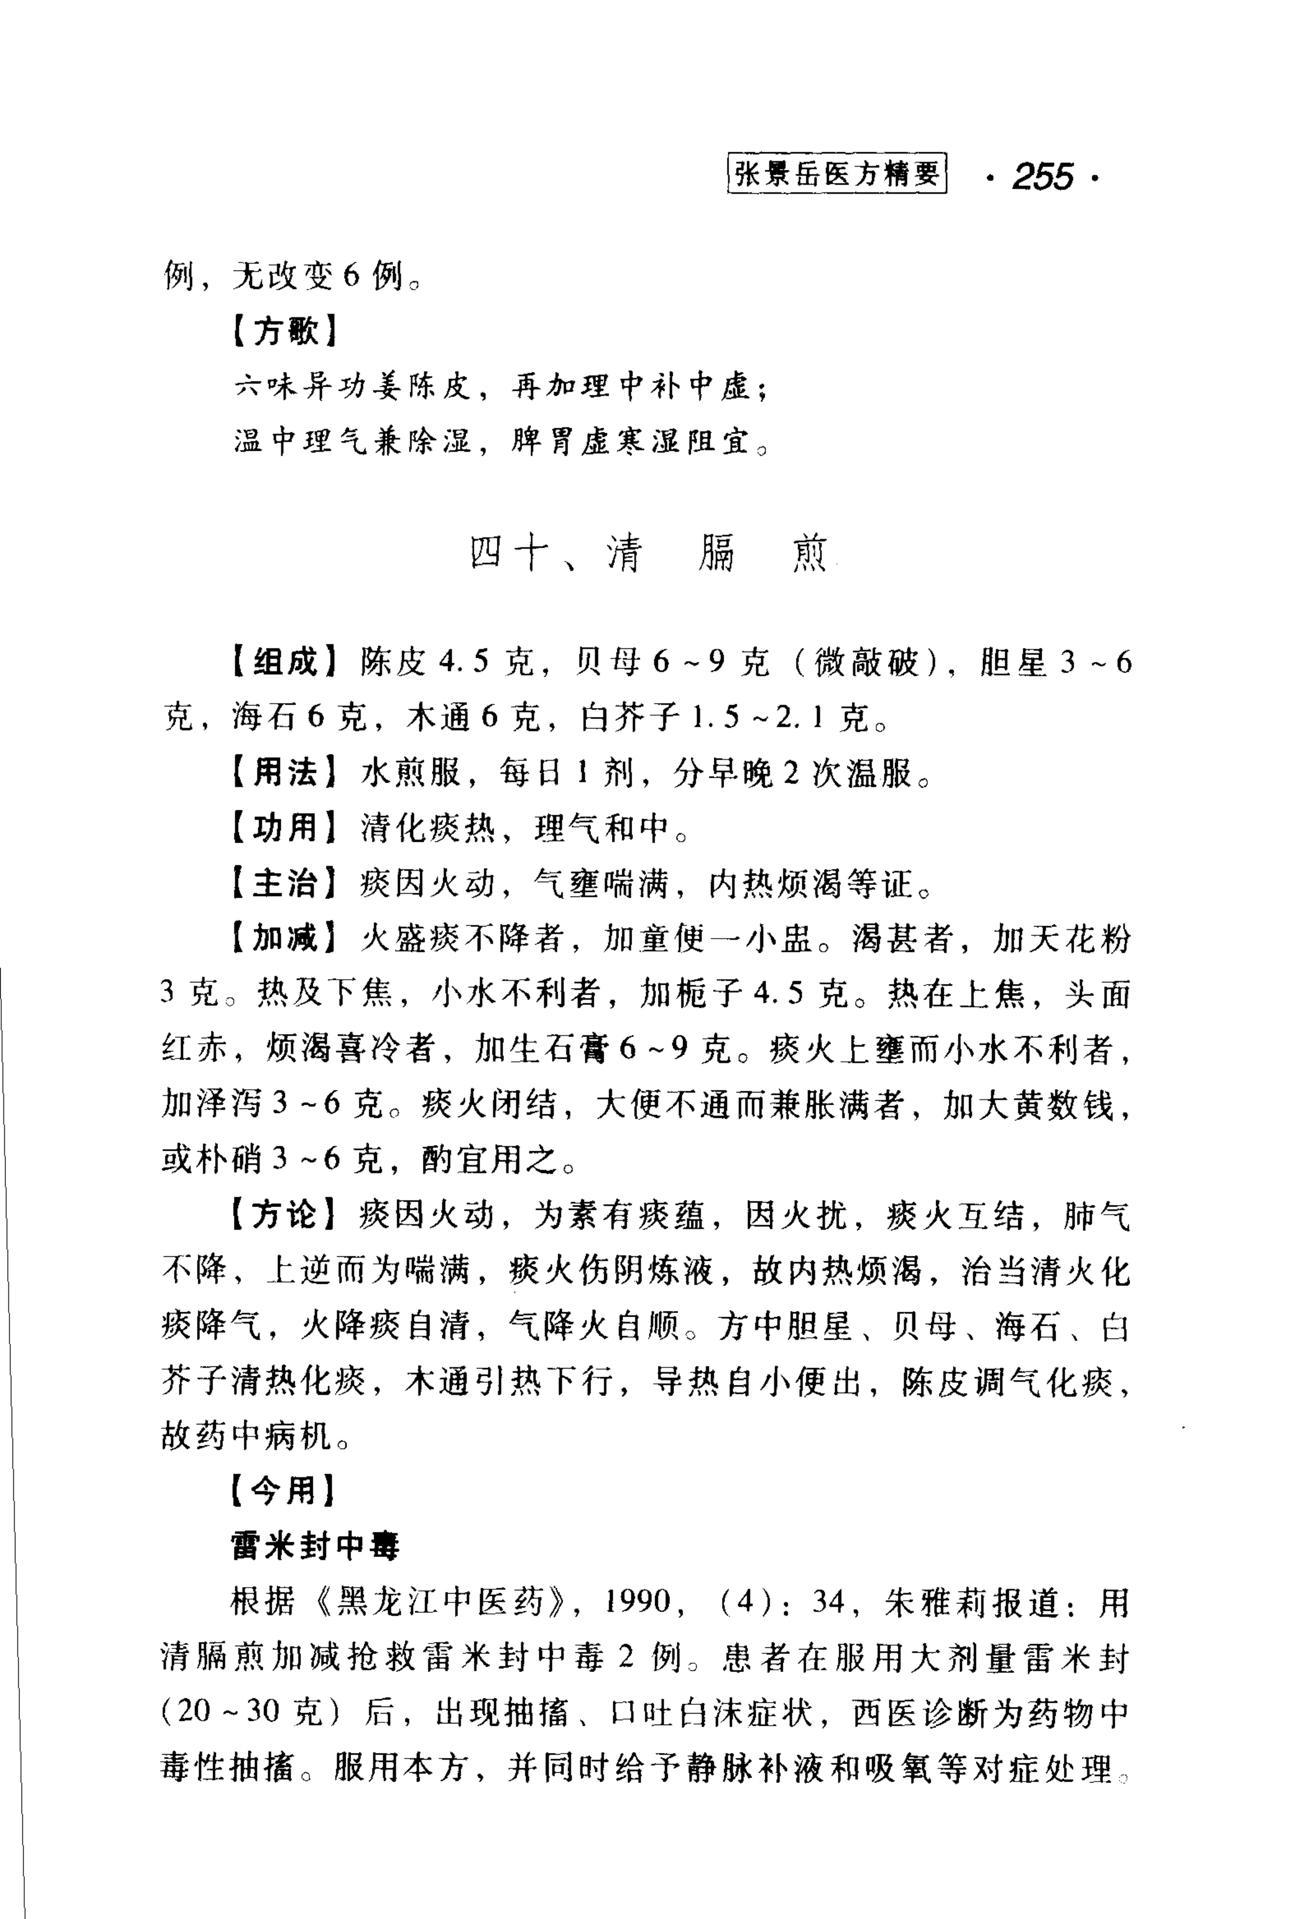 张景岳医方精要 · 255 ·
例，无改变6例。
【方歌】
六味异功姜陈皮，再加理中补中虚；
温中理气兼除湿，脾胃虚寒湿阻宜。
四十、清膈煎
【组成】陈皮4.5克，贝母6~9克（微敲破），胆星3~6
克，海石6克，木通6克，白芥子1.5~2.1克。
【用法】水煎服，每日1剂，分早晚2次温服。
【功用】清化痰热，理气和中。
【主治】痰因火动，气壅喘满，内热烦渴等证。
【加减】火盛痰不降者，加童便一小盅。渴甚者，加天花粉
3克。热及下焦，小水不利者，加栀子4.5克。热在上焦，头面
红赤，烦渴喜冷者，加生石膏6~9克。痰火上壅而小水不利者，
加泽泻3~6克。痰火闭结，大便不通而兼胀满者，加大黄数钱，
或朴硝3~6克，酌宜用之。
【方论】痰因火动，为素有痰蕴，因火扰，痰火互结，肺气
不降，上逆而为喘满，痰火伤阴炼液，故内热烦渴，治当清火化
痰降气，火降痰自清，气降火自顺。方中胆星、贝母、海石、白
芥子清热化痰，木通引热下行，导热自小便出，陈皮调气化痰，
故药中病机。
【今用】
雷米封中毒
根据《黑龙江中医药》，1990，（4）：34，朱雅莉报道：用
清膈煎加减抢救雷米封中毒2例。患者在服用大剂量雷米封
（20~30克）后，出现抽搐、口吐白沫症状，西医诊断为药物中
毒性抽搐。服用本方，并同时给予静脉补液和吸氧等对症处理。